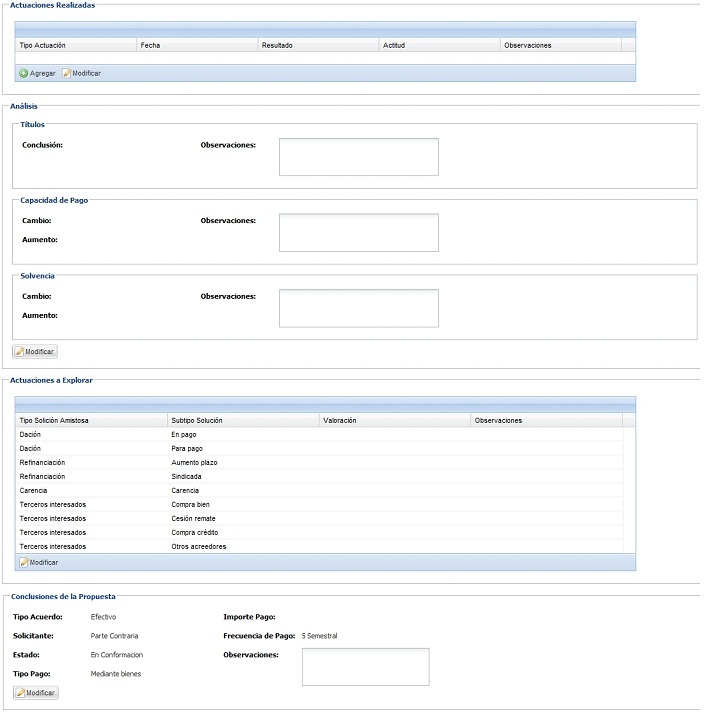 Actuaciones Realizadas
Tipo Actuación Fecha Resultado Actitud Observaciones
Agregar Modificar
Análisis
Títulos
Conclusión: Observaciones:
Capacidad de Pago
Cambio: Observaciones:
Aumento:
Solvencia
Cambio: Observaciones:
Aumento:
Modificar
Actuaciones a Explorar
Tipo Solición Amistosa Subtipo Solución Valoración Observaciones
Dación En pago
Dación Para pago
Refinanciación Aumento plazo
Refinanciación Sindicada
Carencia Carencia
Terceros interesados Compra bien
Terceros interesados Cesión remate
Terceros interesados Compra crédito
Terceros interesados Otros acreedores
Modificar
Conclusiones de la Propuesta
Tipo Acuerdo: Efectivo Importe Pago:
Solicitante: Parte Contraria Frecuencia de Pago: 5 Semestral
Estado: En Conformacion Observaciones:
Tipo Pago: Mediante bienes
Modificar